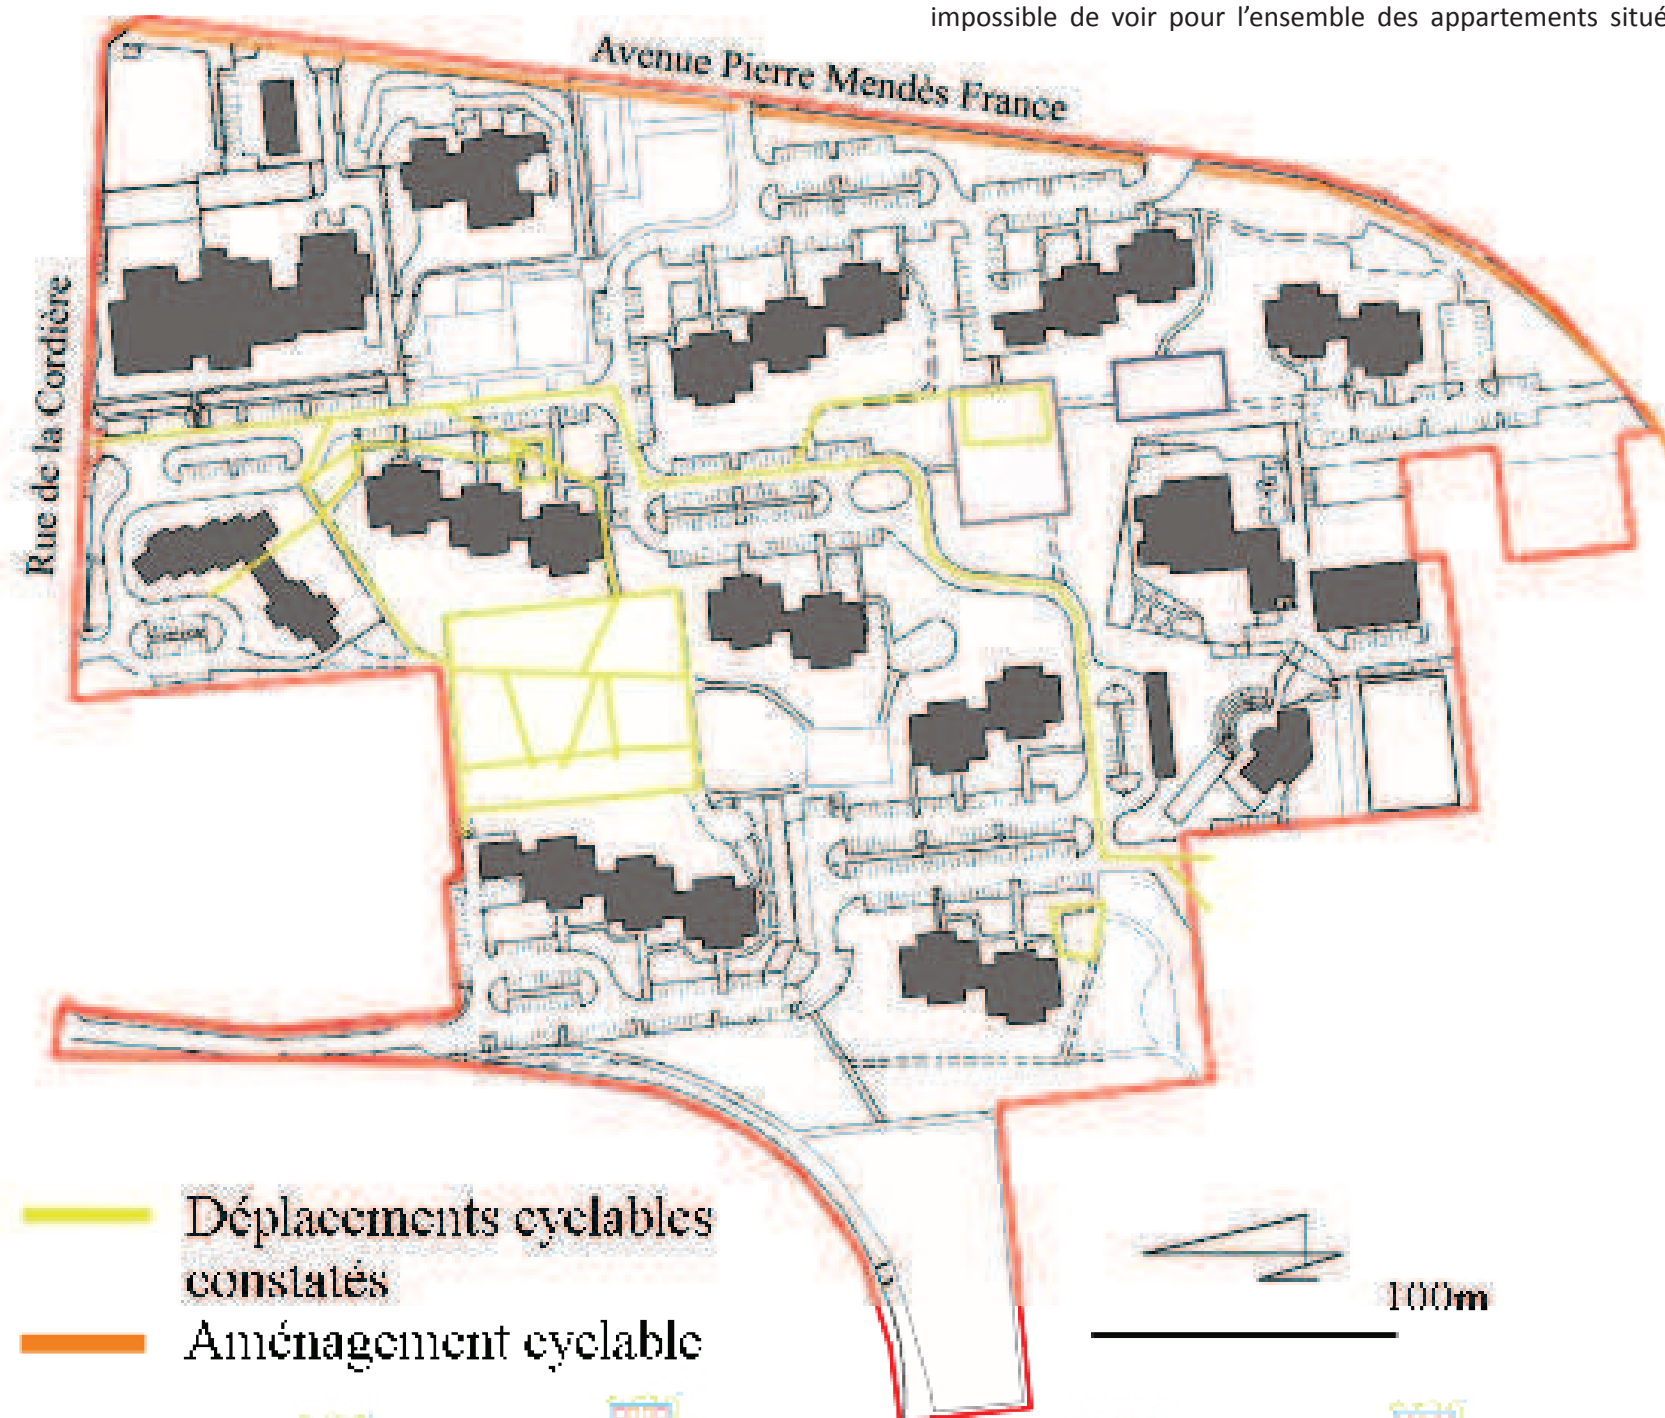 impossible de voir pour l'ensemble des appartements situé
Avenue Pierre Mendès France
Rue de la Cordière
Déplacements cyclables
constatés
100m
Aménagement cyclable